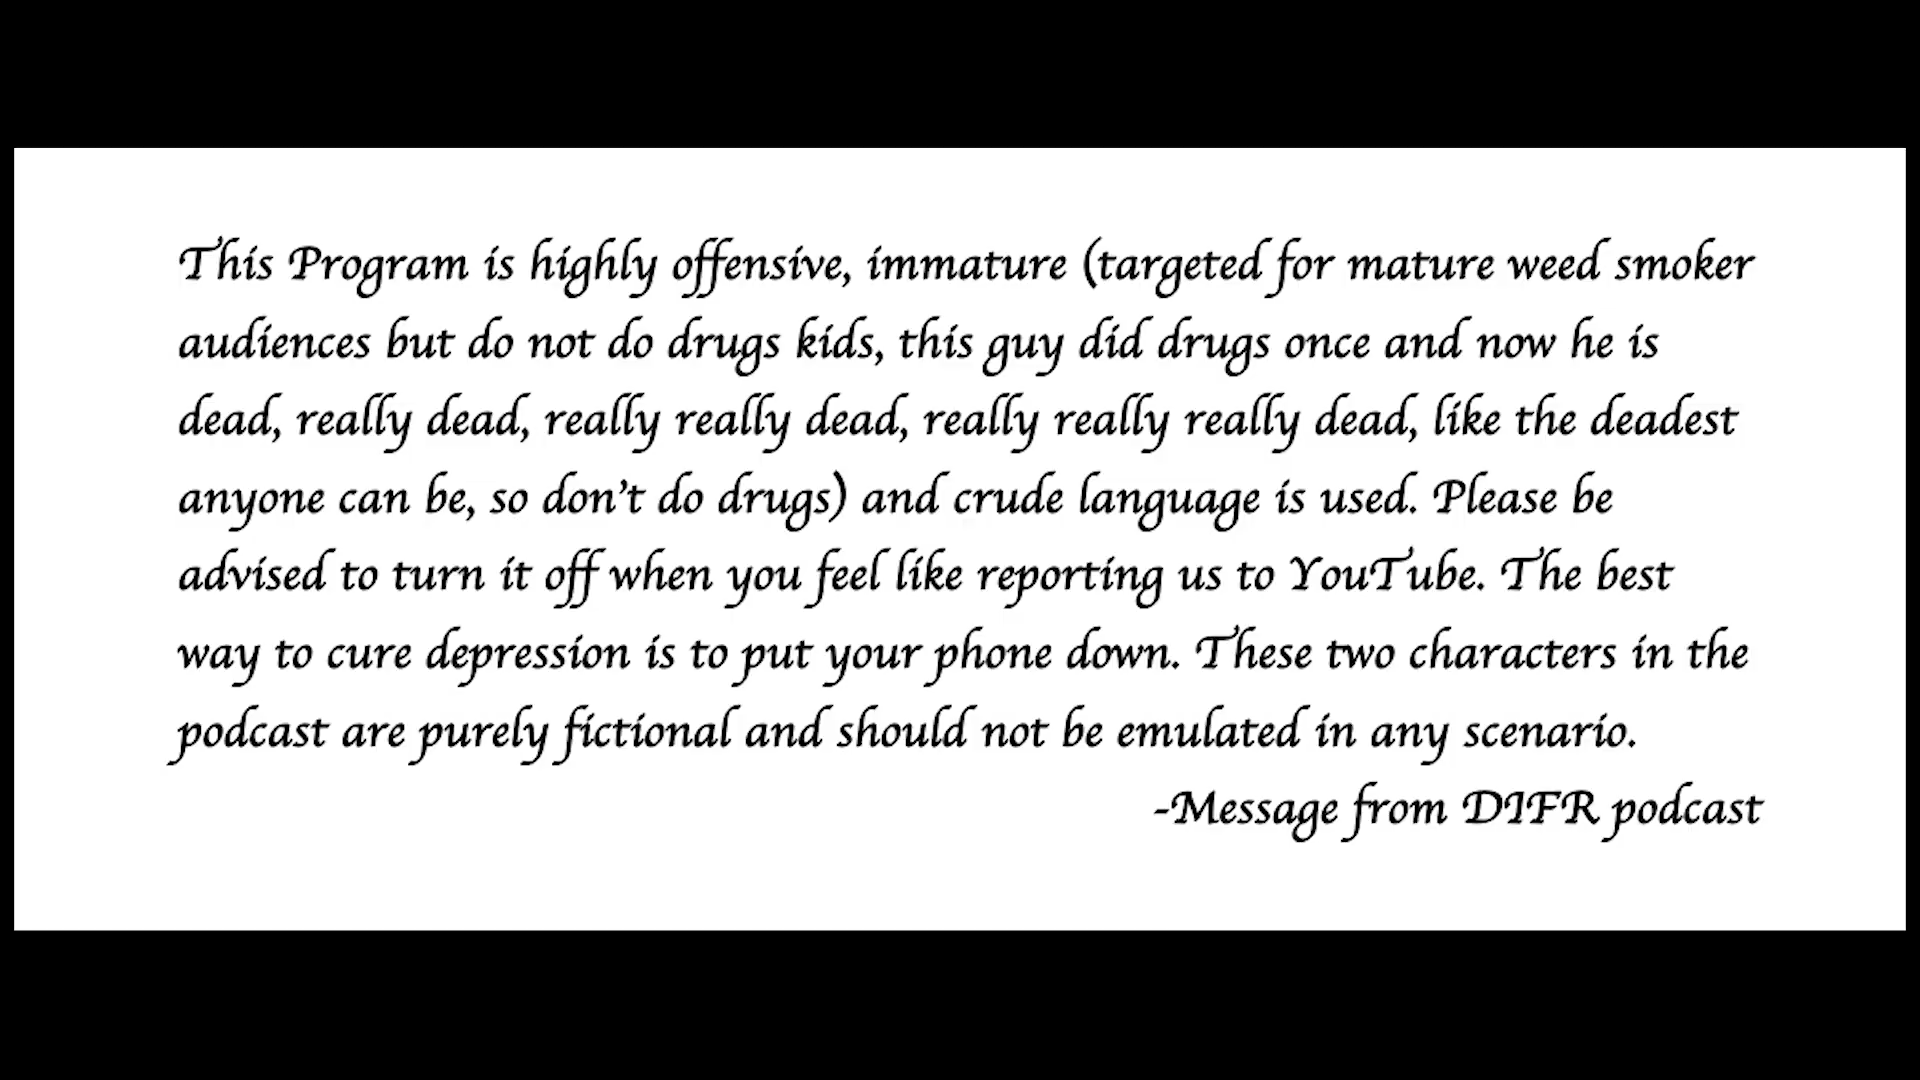 This Program is highly offensive, immature (targeted for mature weed smoker
audiences but do not do drugs kids, this guy did drugs once and now he is
dead, really dead, really really dead, really really really dead, like the deadest
anyone can be, so don't do drugs) and crude language is used. Please be
advised to turn it off when you feel like reporting us to YouTube. The best
way to cure depression is to put your phone down. These two characters in the
podcast are purely fictional and should not be emulated in any scenario.
-Message from DIFR podcast